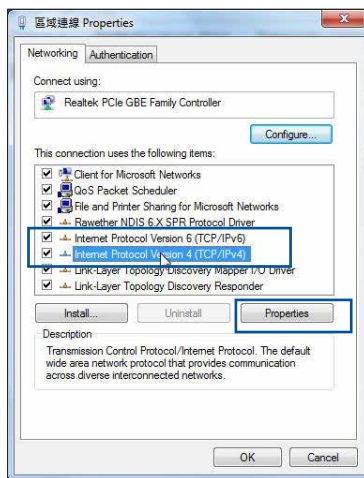 區域連線 Properties
Networking
Authentication
Connect using:
Realtek PCIe GBE Family Controller
Configure...
This connection uses the following items:
Client for Microsoft Networks
QoS Packet Scheduler
File and Printer Sharing for Microsoft Networks
Rawether NDIS 6.X SPR Protocol Driver
Internet Protocol Version 6 (TCP/IPv6)
Internet Protocol Version 4 (TCP/IPv4)
Link-Layer Topology Discovery Mapper I/O Driver
Link-Layer Topology Discovery Responder
Install...
Uninstall
Properties
Description
Transmission Control Protocol/Internet Protocol. The default
wide area network protocol that provides communication
across diverse interconnected networks.
OK
Cancel